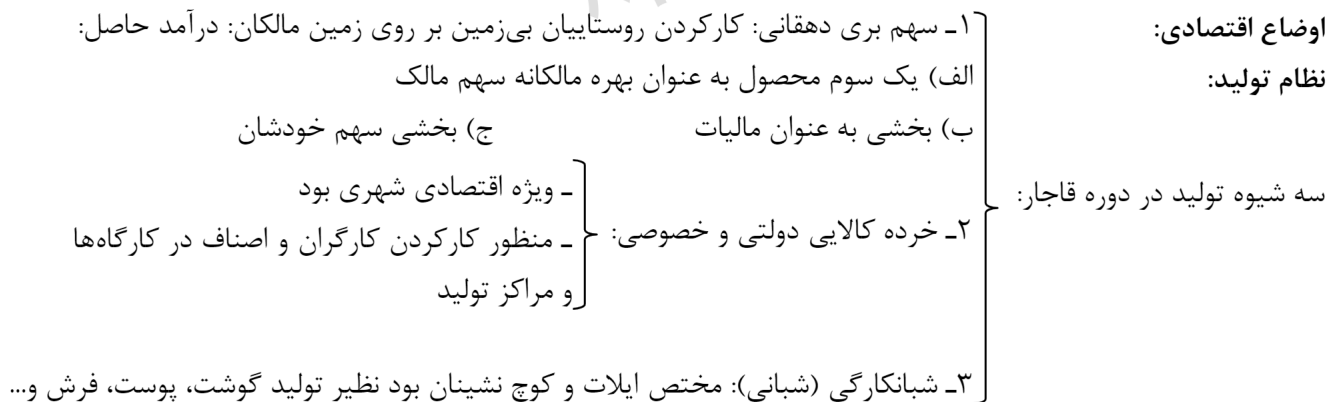 اوضاع اقتصادی:
نظام تولید:
سه شیوه تولید در دوره قاجار:
۱ـ سهم بری دهقانی: کارکردن روستاییان بی‌زمین بر روی زمین مالکان: درآمد حاصل:
الف) یک سوم محصول به عنوان بهره مالکانه سهم مالک
ب) بخشی به عنوان مالیات ج) بخشی سهم خودشان
۲ـ خرده کالایی دولتی و خصوصی:
ـ ویژه اقتصادی شهری بود
ـ منظور کارکردن کارگران و اصناف در کارگاه‌ها
و مراکز تولید
۳ـ شبانکارگی (شبانی): مختص ایلات و کوچ نشینان بود نظیر تولید گوشت، پوست، فرش و...